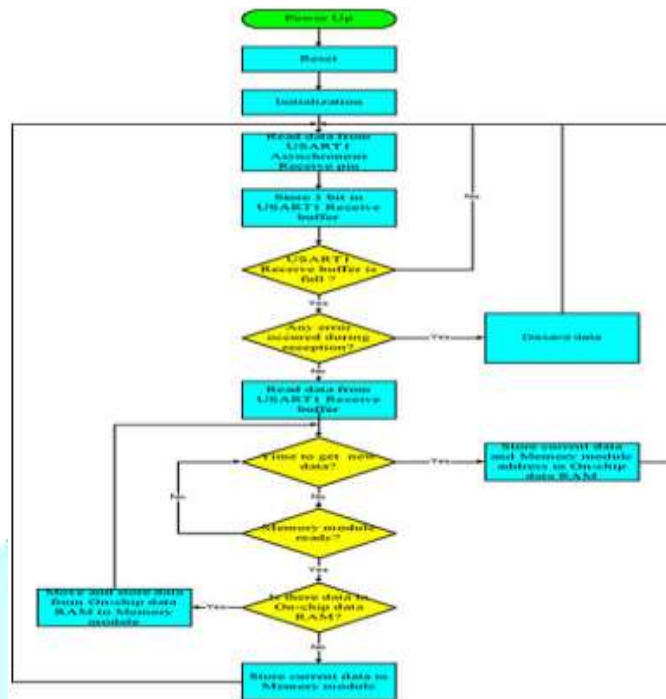 Power Up
Reset
Initialization
Read data from
USART1
Asynchronous
Receive pin
Store 1 bit in
USART1 Receive
buffer
USART1
Receive buffer is
full ?
No
Yes
Any error
occured during
reception?
Yes
Discard data
No
Read data from
USART1 Receive
buffer
Time to get new
data?
Yes
Store current data
and Memory module
address in On-chip
data RAM
No
No
Memory module
ready?
Yes
Is there data in
On-chip data
RAM?
Yes
Move and store data
from On-chip data
RAM to Memory
module
No
Store current data to
Memory module